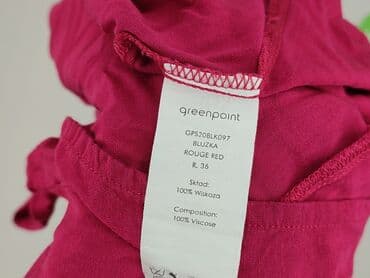 greenpoint
GPS20BLK097
BLUZKA
ROUGE RED
R. 36
Skład:
100% Wiskoza
Composition:
100% Viscose